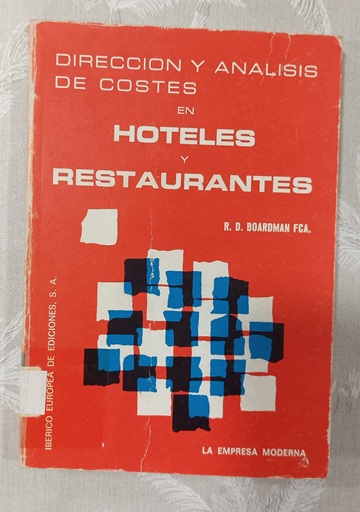 DIRECCION Y ANALISIS
DE COSTES
EN
HOTELES
Y
RESTAURANTES
R. D. BOARDMAN FCA.
IBERICO EUROPEA DE EDICIONES, S. A.
LA EMPRESA MODERNA